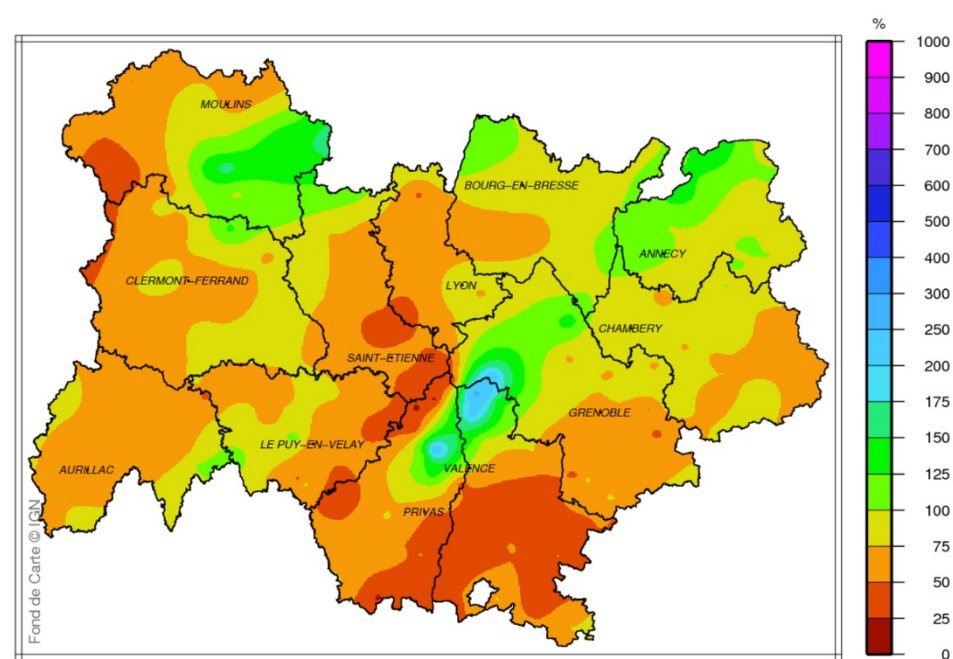 %
1000
900
800
700
600
500
400
300
250
200
175
150
125
100
75
50
25
0
MOULINS
BOURG-EN-BRESSE
ANNECY
CLERMONT-FERRAND
LYON
CHAMBERY
SAINT-ETIENNE
GRENOBLE
LE PUY-EN-VELAY
AURILLAC
VALENCE
PRIVAS
Fond de Carte © IGN